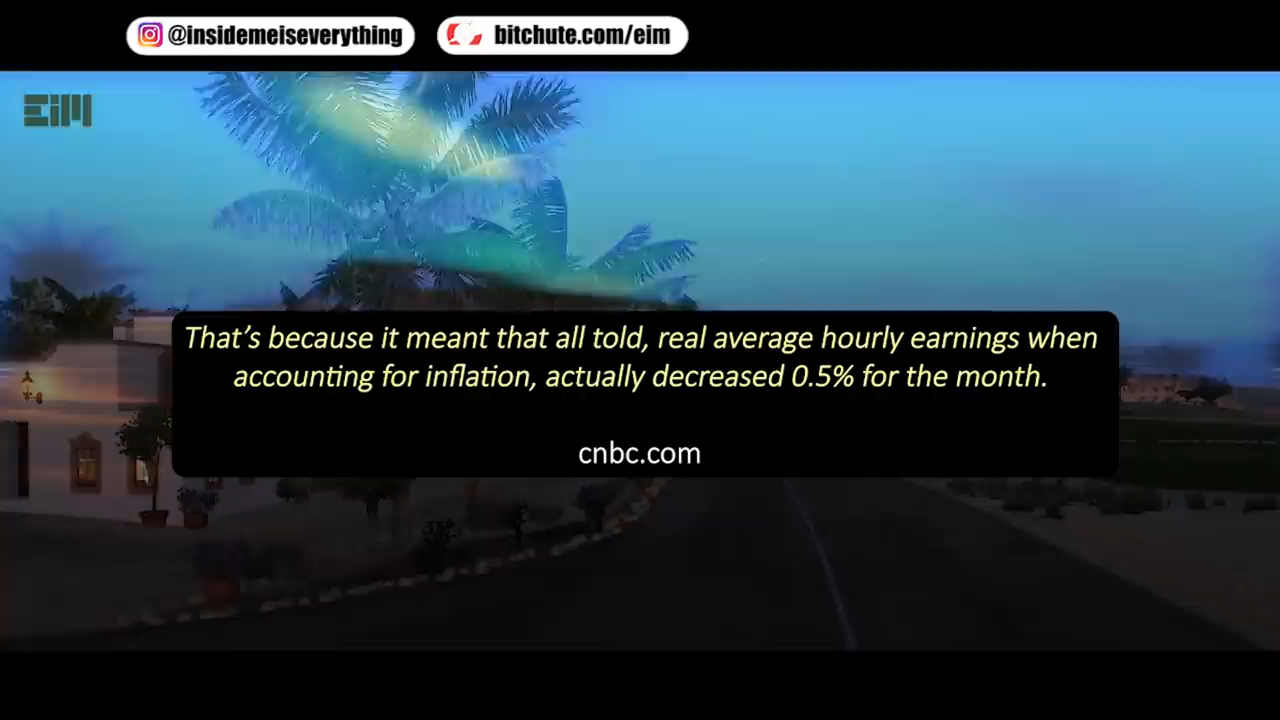 @insidemeiseverything
bitchute.com/eim
EiM
That’s because it meant that all told, real average hourly earnings when
accounting for inflation, actually decreased 0.5% for the month.
cnbc.com